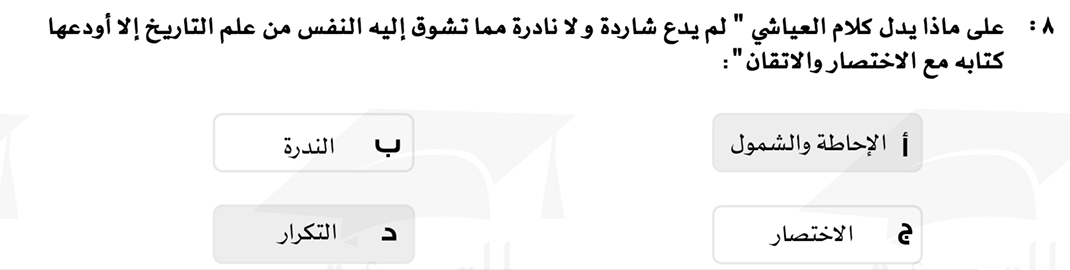 ٨ : على ماذا يدل كلام العياشي " لم يدع شاردة و لا نادرة مما تشوق إليه النفس من علم التاريخ إلا أودعها
كتابه مع الاختصار والاتقان" :
أ الإحاطة والشمول
ب الندرة
ج الاختصار
د التكرار